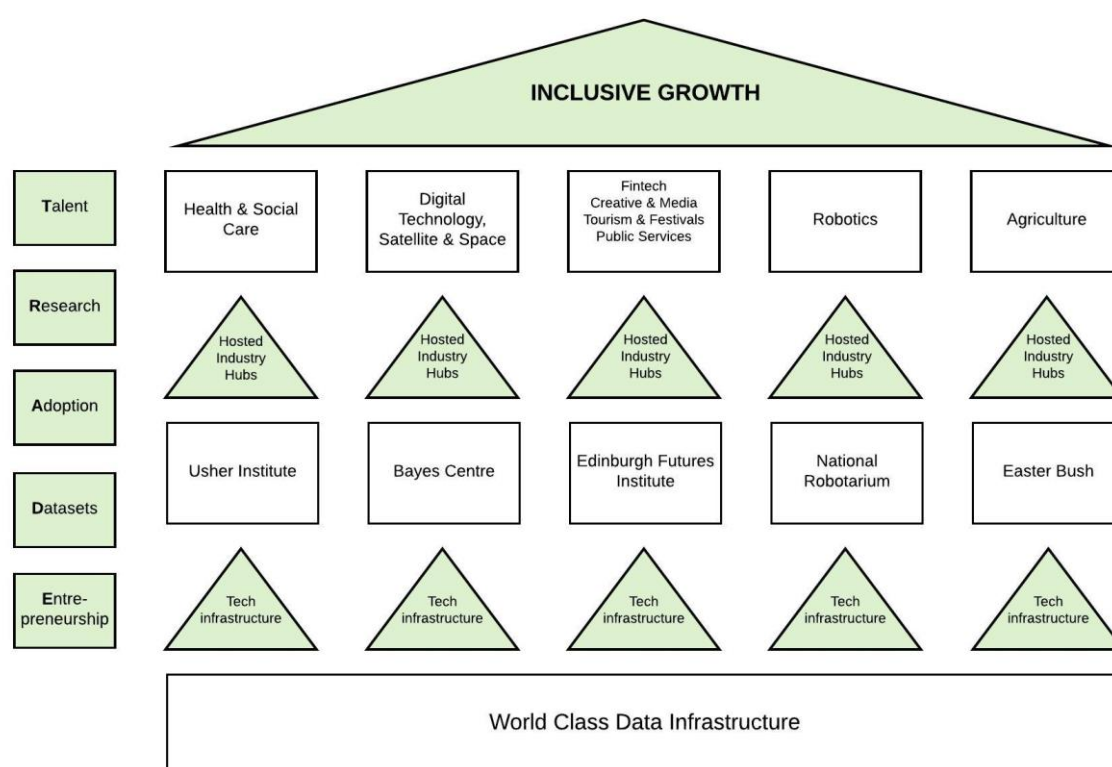 INCLUSIVE GROWTH
Talent
Research
Adoption
Datasets
Entre-
preneurship
Health & Social
Care
Digital
Technology,
Satellite & Space
Fintech
Creative & Media
Tourism & Festivals
Public Services
Robotics
Agriculture
Hosted
Industry
Hubs
Hosted
Industry
Hubs
Hosted
Industry
Hubs
Hosted
Industry
Hubs
Hosted
Industry
Hubs
Usher Institute
Bayes Centre
Edinburgh Futures
Institute
National
Robotarium
Easter Bush
Tech
infrastructure
Tech
infrastructure
Tech
infrastructure
Tech
infrastructure
Tech
infrastructure
World Class Data Infrastructure